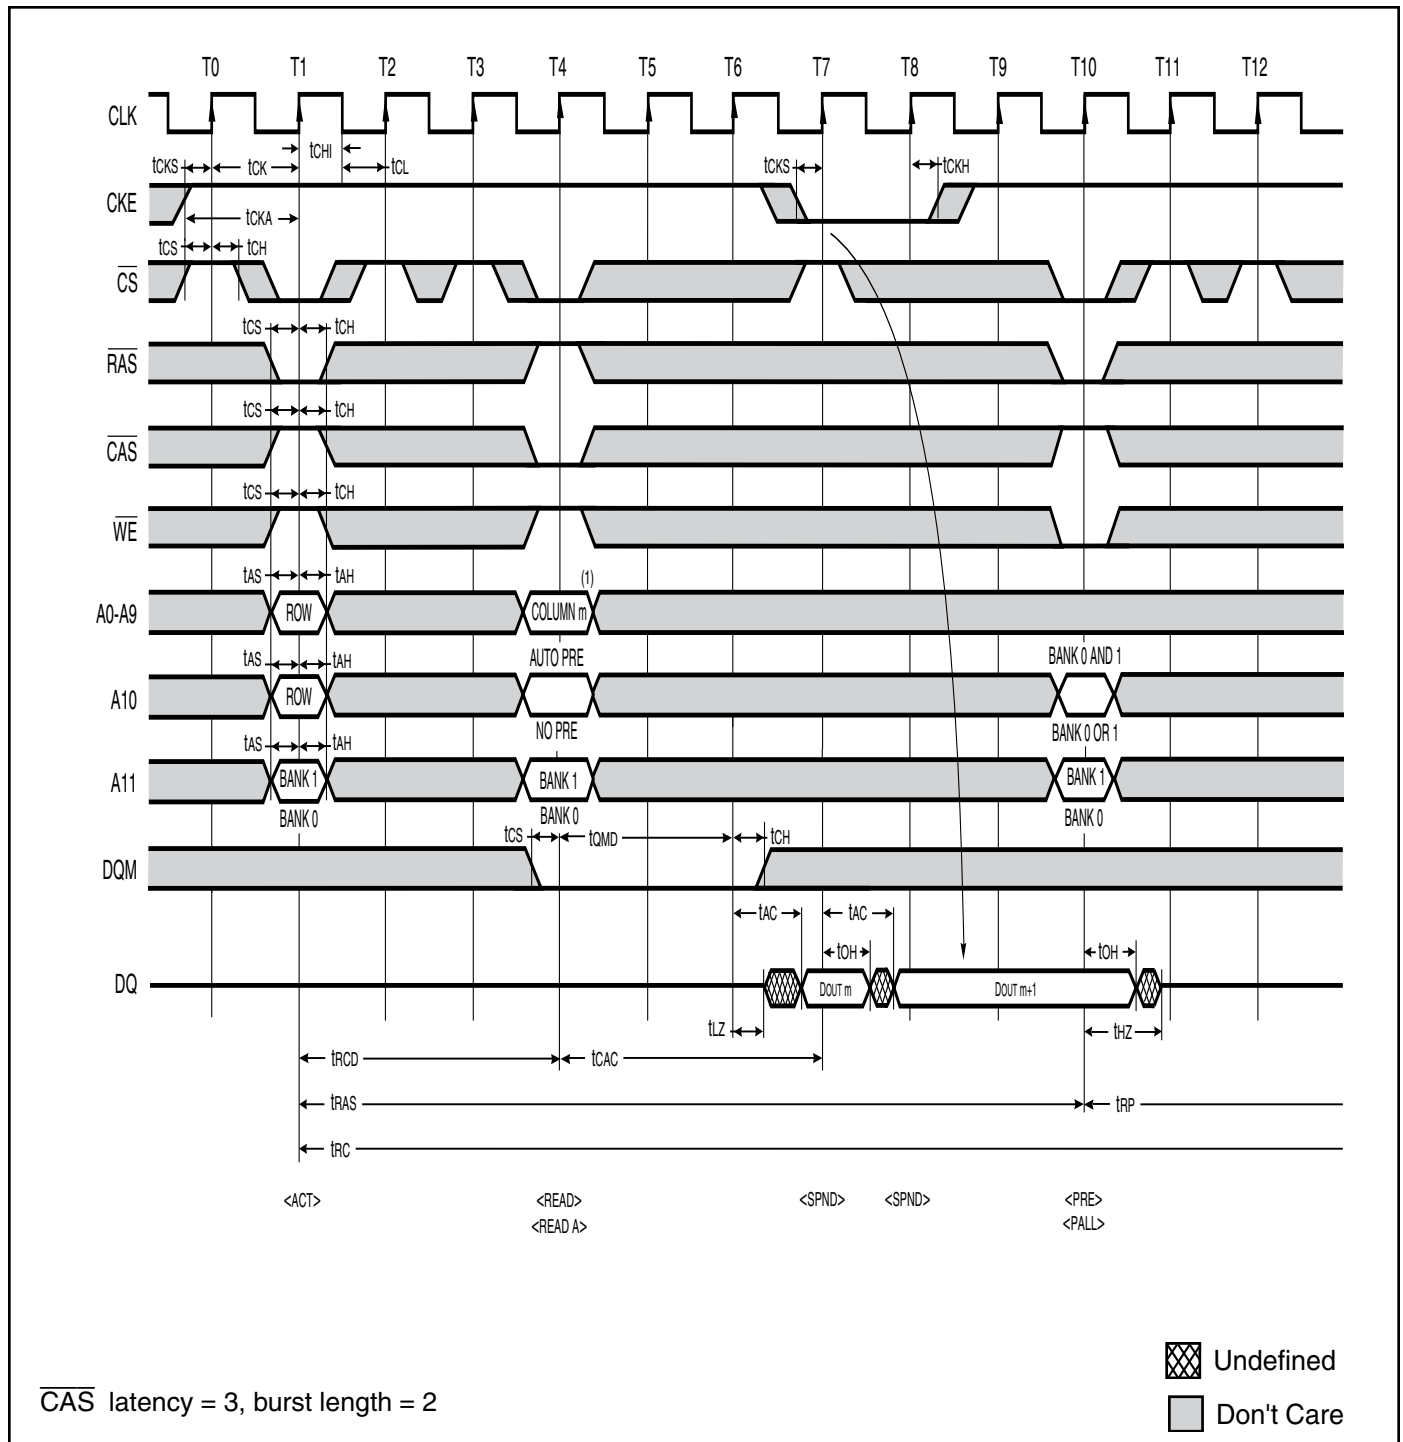 T0 T1 T2 T3 T4 T5 T6 T7 T8 T9 T10 T11 T12
CLK
tCHI
tCKS tCK tCL tCKS tCKH
CKE
tCKA
tCS tCH
CS
tCS tCH
RAS
tCS tCH
CAS
tCS tCH
WE
tAS tAH (1)
A0-A9 ROW COLUMN m
tAS tAH AUTO PRE BANK 0 AND 1
A10 ROW
NO PRE BANK 0 OR 1
tAS tAH
A11 BANK 1 BANK 1 BANK 1
BANK 0 BANK 0 BANK 0
tCS tQMD tCH
DQM
tAC tAC
tOH tOH
DQ DOUT m DOUT m+1
tLZ tHZ
tRCD tCAC
tRAS tRP
tRC
<ACT> <READ> <SPND> <SPND> <PRE>
<READ A> <PALL>
Undefined
CAS latency = 3, burst length = 2
Don't Care